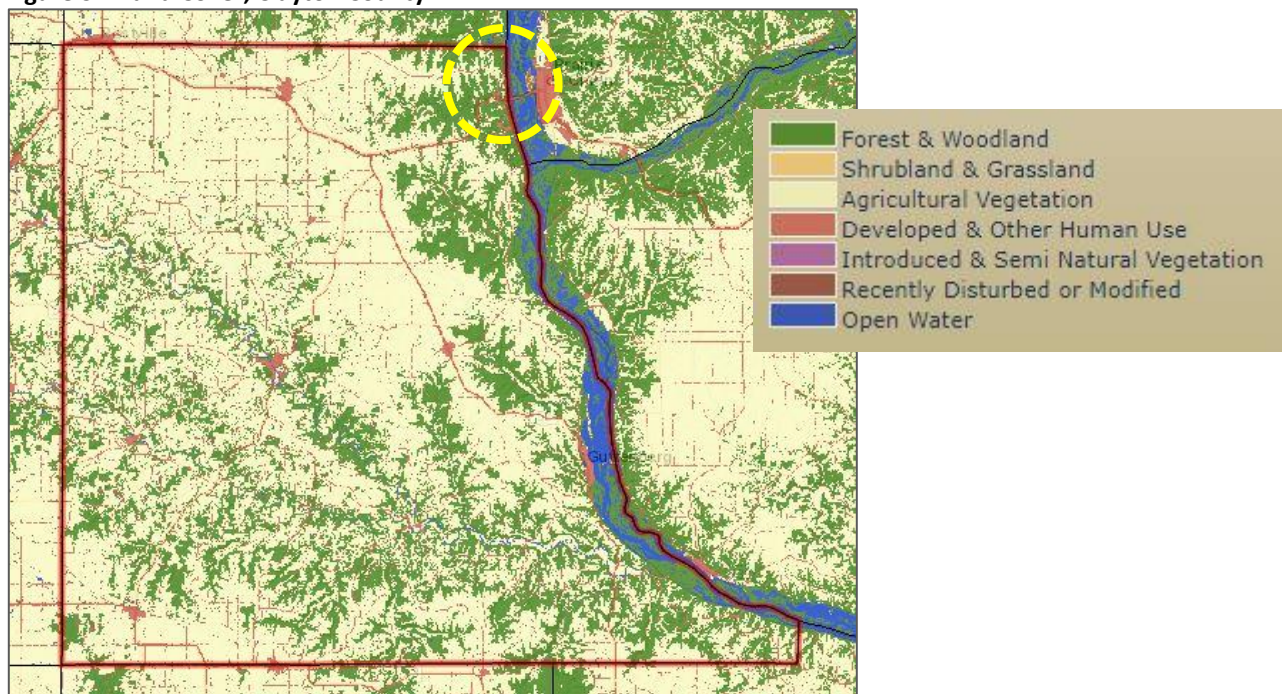 Forest & Woodland
Shrubland & Grassland
Agricultural Vegetation
Developed & Other Human Use
Introduced & Semi Natural Vegetation
Recently Disturbed or Modified
Open Water
Guttenberg